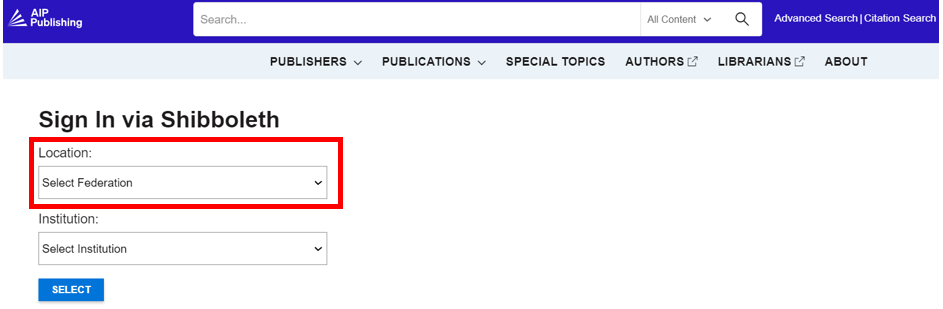 AIP
Publishing
Search...
All Content
Advanced Search | Citation Search
PUBLISHERS PUBLICATIONS SPECIAL TOPICS AUTHORS LIBRARIANS ABOUT
Sign In via Shibboleth
Location:
Select Federation
Institution:
Select Institution
SELECT